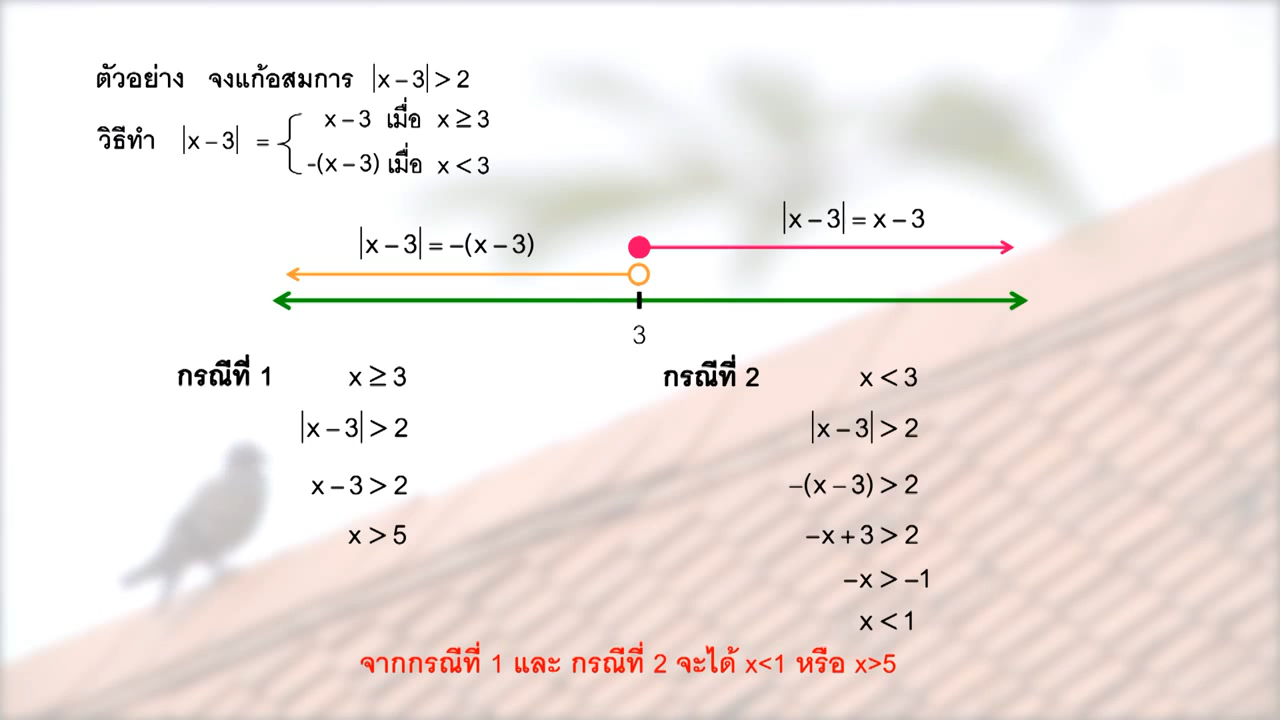 ตัวอย่าง จงแก้อสมการ |x – 3| > 2
วิธีทำ |x – 3| = { x – 3 เมื่อ x ≥ 3
-(x – 3) เมื่อ x < 3
|x – 3| = x – 3
|x – 3| = –(x – 3)
3
กรณีที่ 1 x ≥ 3
|x – 3| > 2
x – 3 > 2
x > 5
กรณีที่ 2 x < 3
|x – 3| > 2
–(x – 3) > 2
–x + 3 > 2
–x > –1
x < 1
จากกรณีที่ 1 และ กรณีที่ 2 จะได้ x<1 หรือ x>5